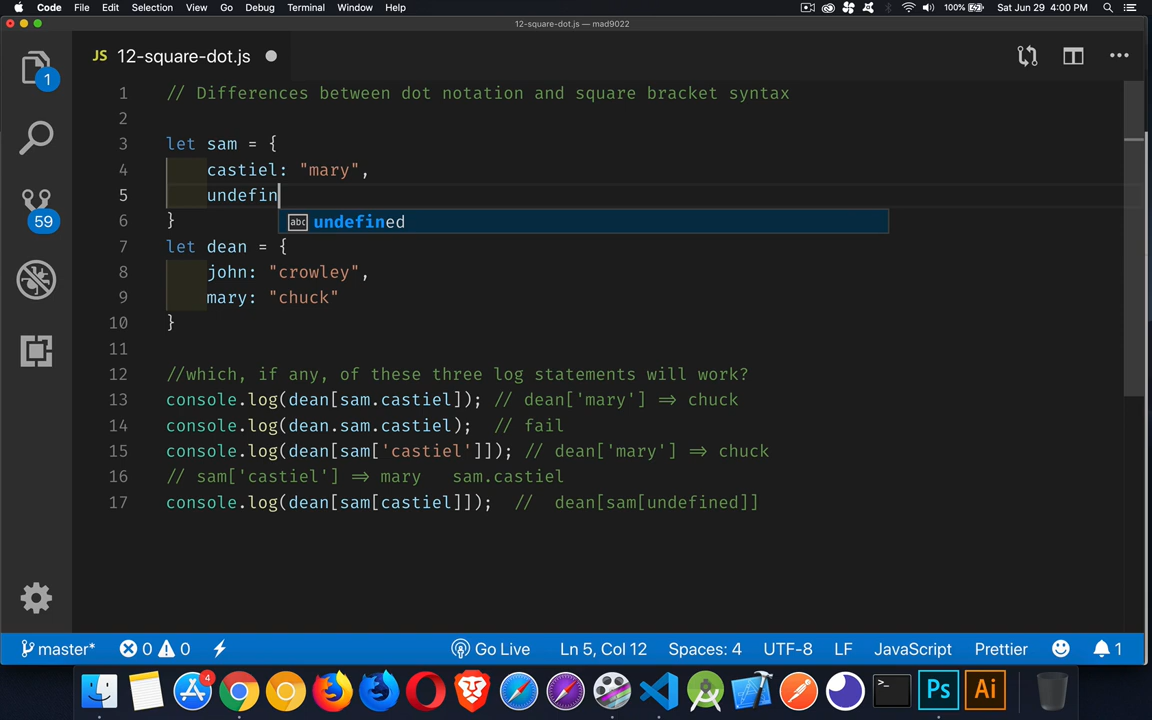 Code File Edit Selection View Go Debug Terminal Window Help 100% Sat Jun 29 4:00 PM
12-square-dot.js — mad9022
JS 12-square-dot.js
1
59
1 // Differences between dot notation and square bracket syntax
2
3 let sam = {
4 castiel: "mary",
5 undefin
abc undefined
6 }
7 let dean = {
8 john: "crowley",
9 mary: "chuck"
10 }
11
12 //which, if any, of these three log statements will work?
13 console.log(dean[sam.castiel]); // dean['mary'] => chuck
14 console.log(dean.sam.castiel);  // fail
15 console.log(dean[sam['castiel']]); // dean['mary'] => chuck
16 // sam['castiel'] => mary   sam.castiel
17 console.log(dean[sam[castiel]]);  //  dean[sam[undefined]]
master* 0 0 Go Live Ln 5, Col 12 Spaces: 4 UTF-8 LF JavaScript Prettier 1
4
>_ Ps Ai